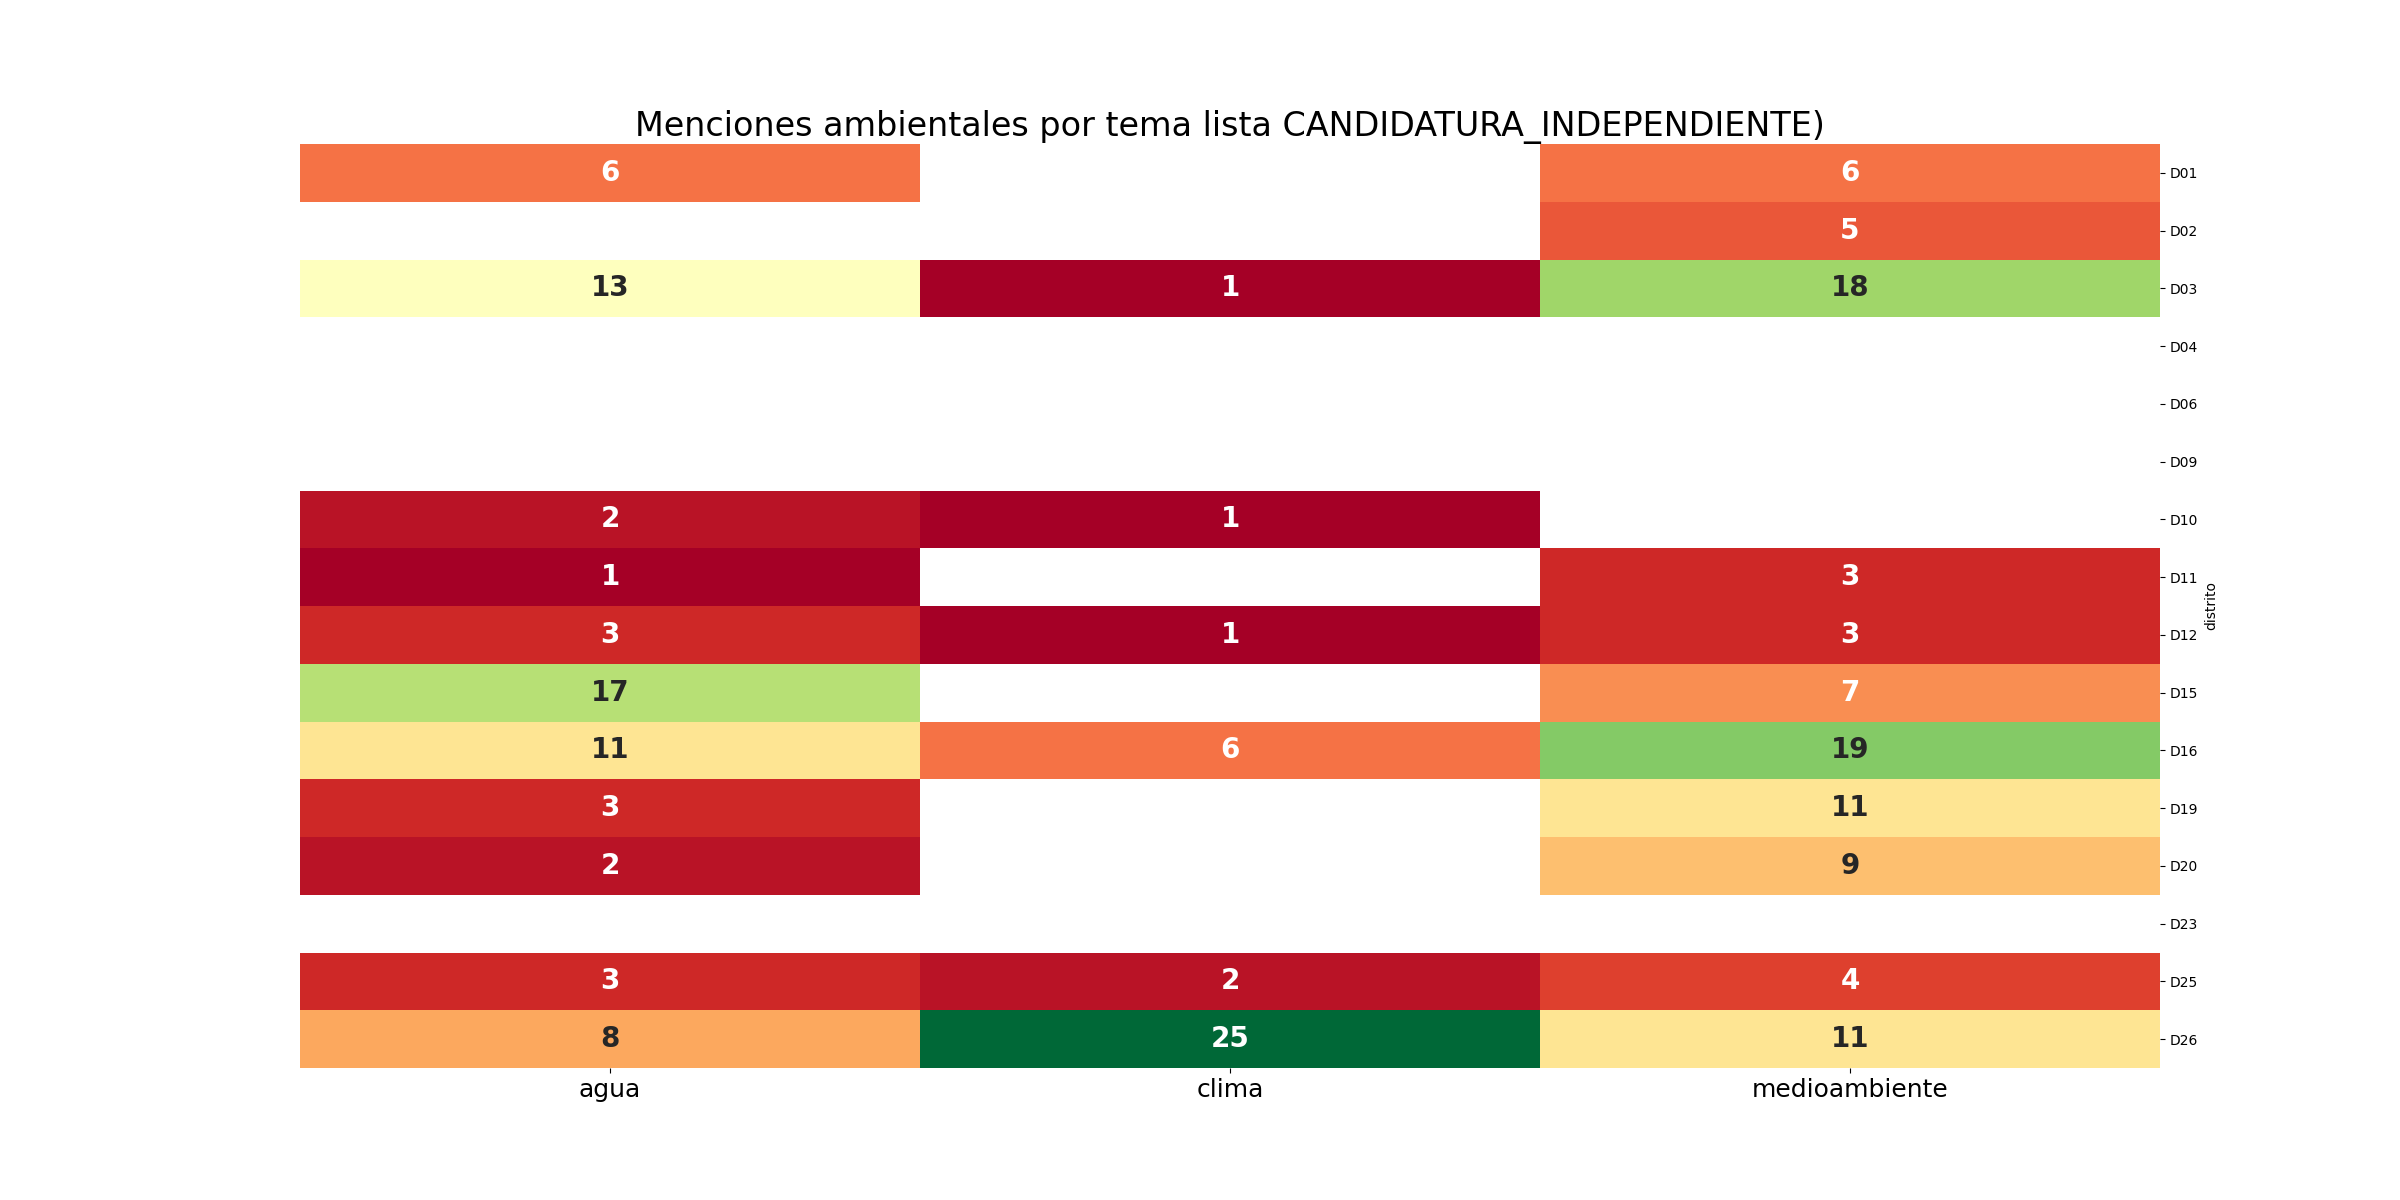 Menciones ambientales por tema lista CANDIDATURA_INDEPENDIENTE)
6 6 D01
5 D02
13 1 18 D03
D04
D06
D09
2 1 D10
1 3 D11
distrito
3 1 3 D12
17 7 D15
11 6 19 D16
3 11 D19
2 9 D20
D23
3 2 4 D25
8 25 11 D26
agua clima medioambiente